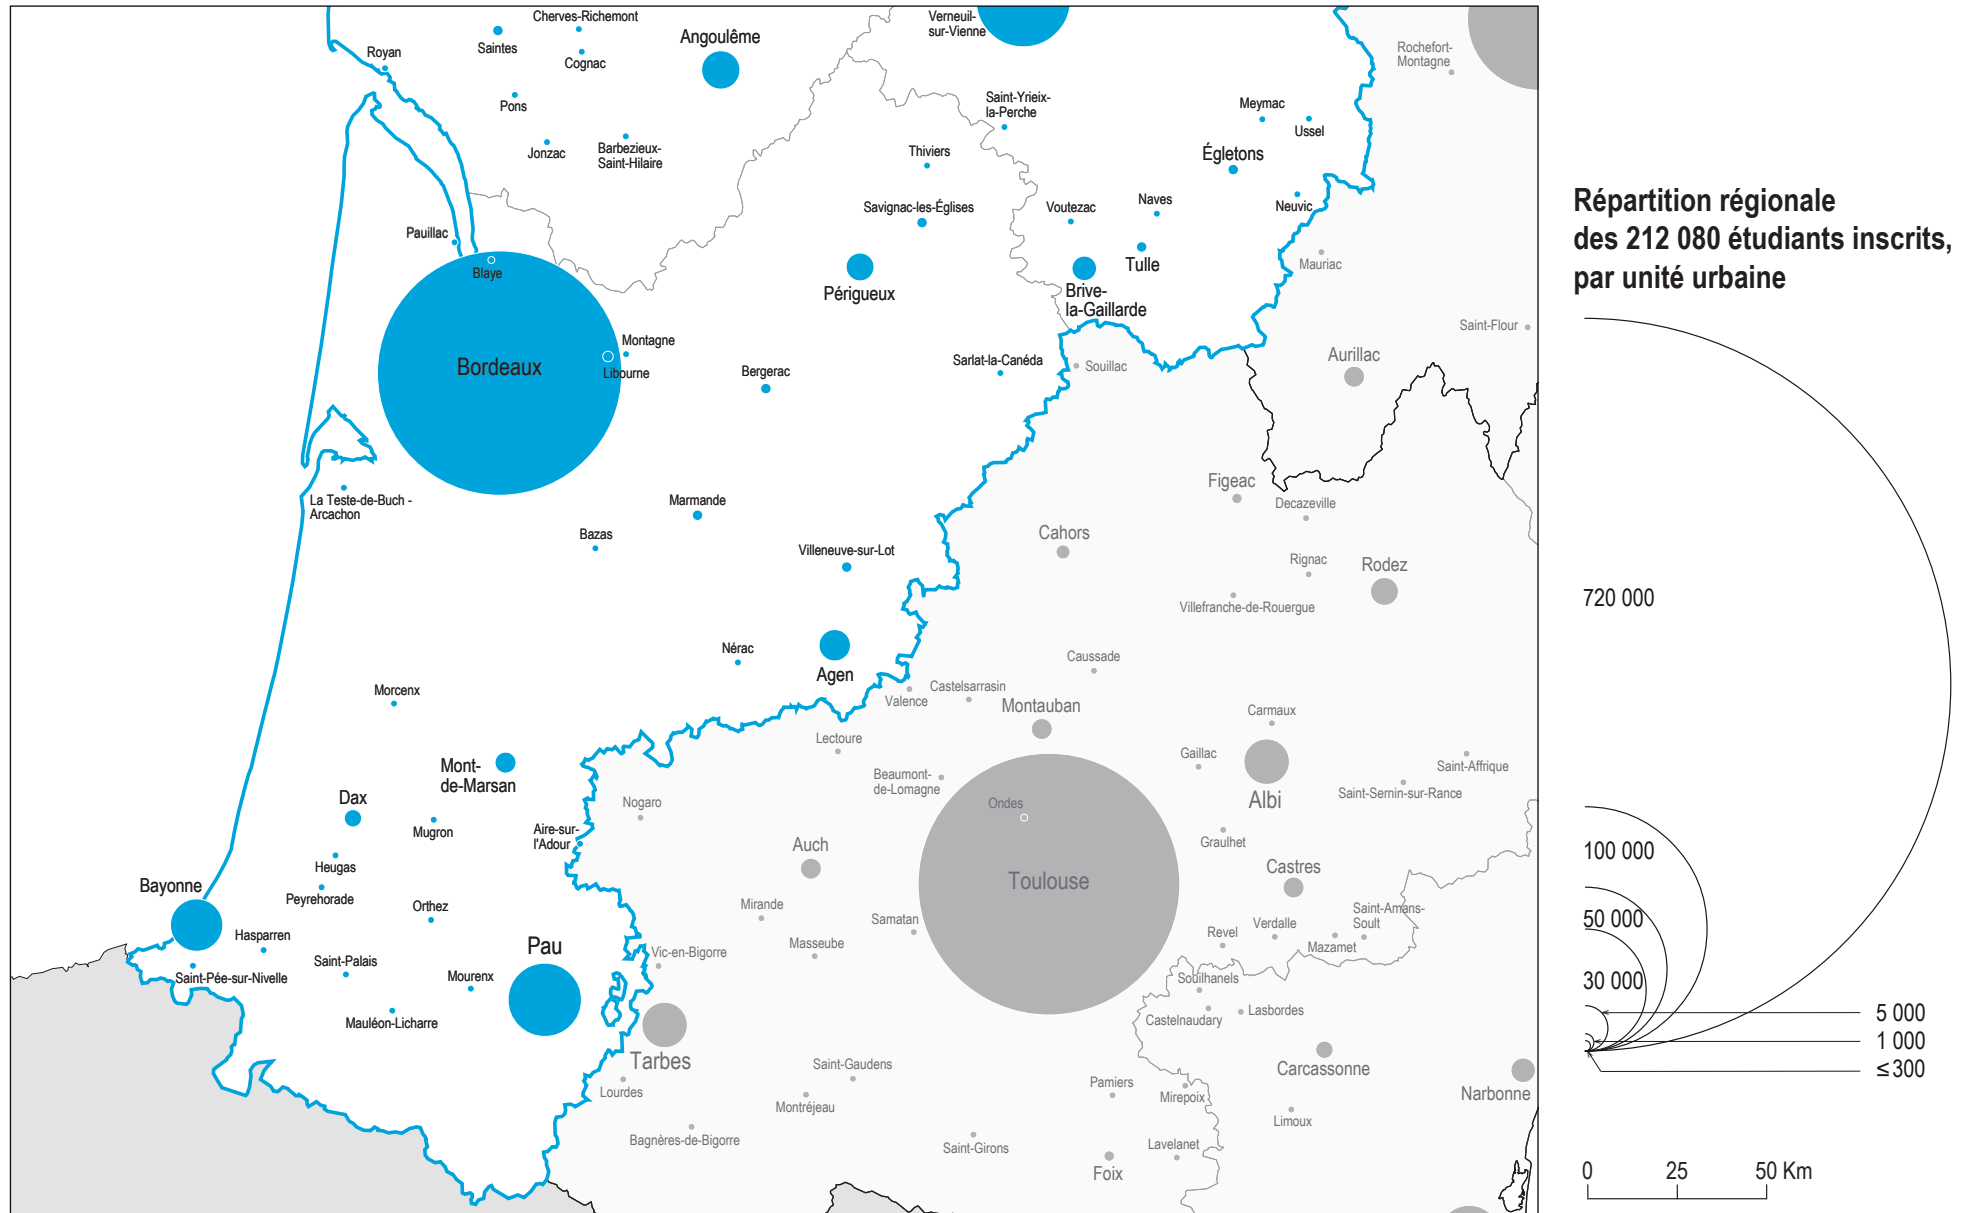 Cherves-Richemont
Verneuil-
sur-Vienne
Saintes
Angoulême
Royan
Cognac
Rochefort-
Montagne
Pons
Saint-Yrieix-
la-Perche
Meymac
Ussel
Jonzac
Barbezieux-
Saint-Hilaire
Thiviers
Égletons
Savignac-les-Églises
Voutezac
Naves
Neuvic
Pauillac
Blaye
Périgueux
Tulle
Mauriac
Brive-
la-Gaillarde
Saint-Flour
Montagne
Bordeaux
Libourne
Bergerac
Sarlat-la-Canéda
Souillac
Aurillac
La Teste-de-Buch -
Arcachon
Marmande
Figeac
Decazeville
Bazas
Villeneuve-sur-Lot
Cahors
Rignac
Rodez
Villefranche-de-Rouergue
Nérac
Agen
Caussade
Morcenx
Valence
Castelsarrasin
Montauban
Carmaux
Lectoure
Gaillac
Saint-Affrique
Mont-
de-Marsan
Beaumont-
de-Lomagne
Saint-Sernin-sur-Rance
Dax
Nogaro
Ondes
Albi
Mugron
Aire-sur-
l'Adour
Auch
Graulhet
Heugas
Castres
Bayonne
Peyrehorade
Toulouse
Orthez
Mirande
Samatan
Saint-Amans-
Soult
Hasparren
Pau
Masseube
Revel
Verdalle
Mazamet
Saint-Palais
Vic-en-Bigorre
Saint-Pée-sur-Nivelle
Mourenx
Souilhanels
Mauléon-Licharre
Castelnaudary
Lasbordes
Tarbes
Saint-Gaudens
Carcassonne
Lourdes
Montréjeau
Pamiers
Mirepoix
Narbonne
Limoux
Bagnères-de-Bigorre
Saint-Girons
Lavelanet
Foix
Répartition régionale
des 212 080 étudiants inscrits,
par unité urbaine
720 000
100 000
50 000
30 000
5 000
1 000
≤ 300
0 25 50 Km